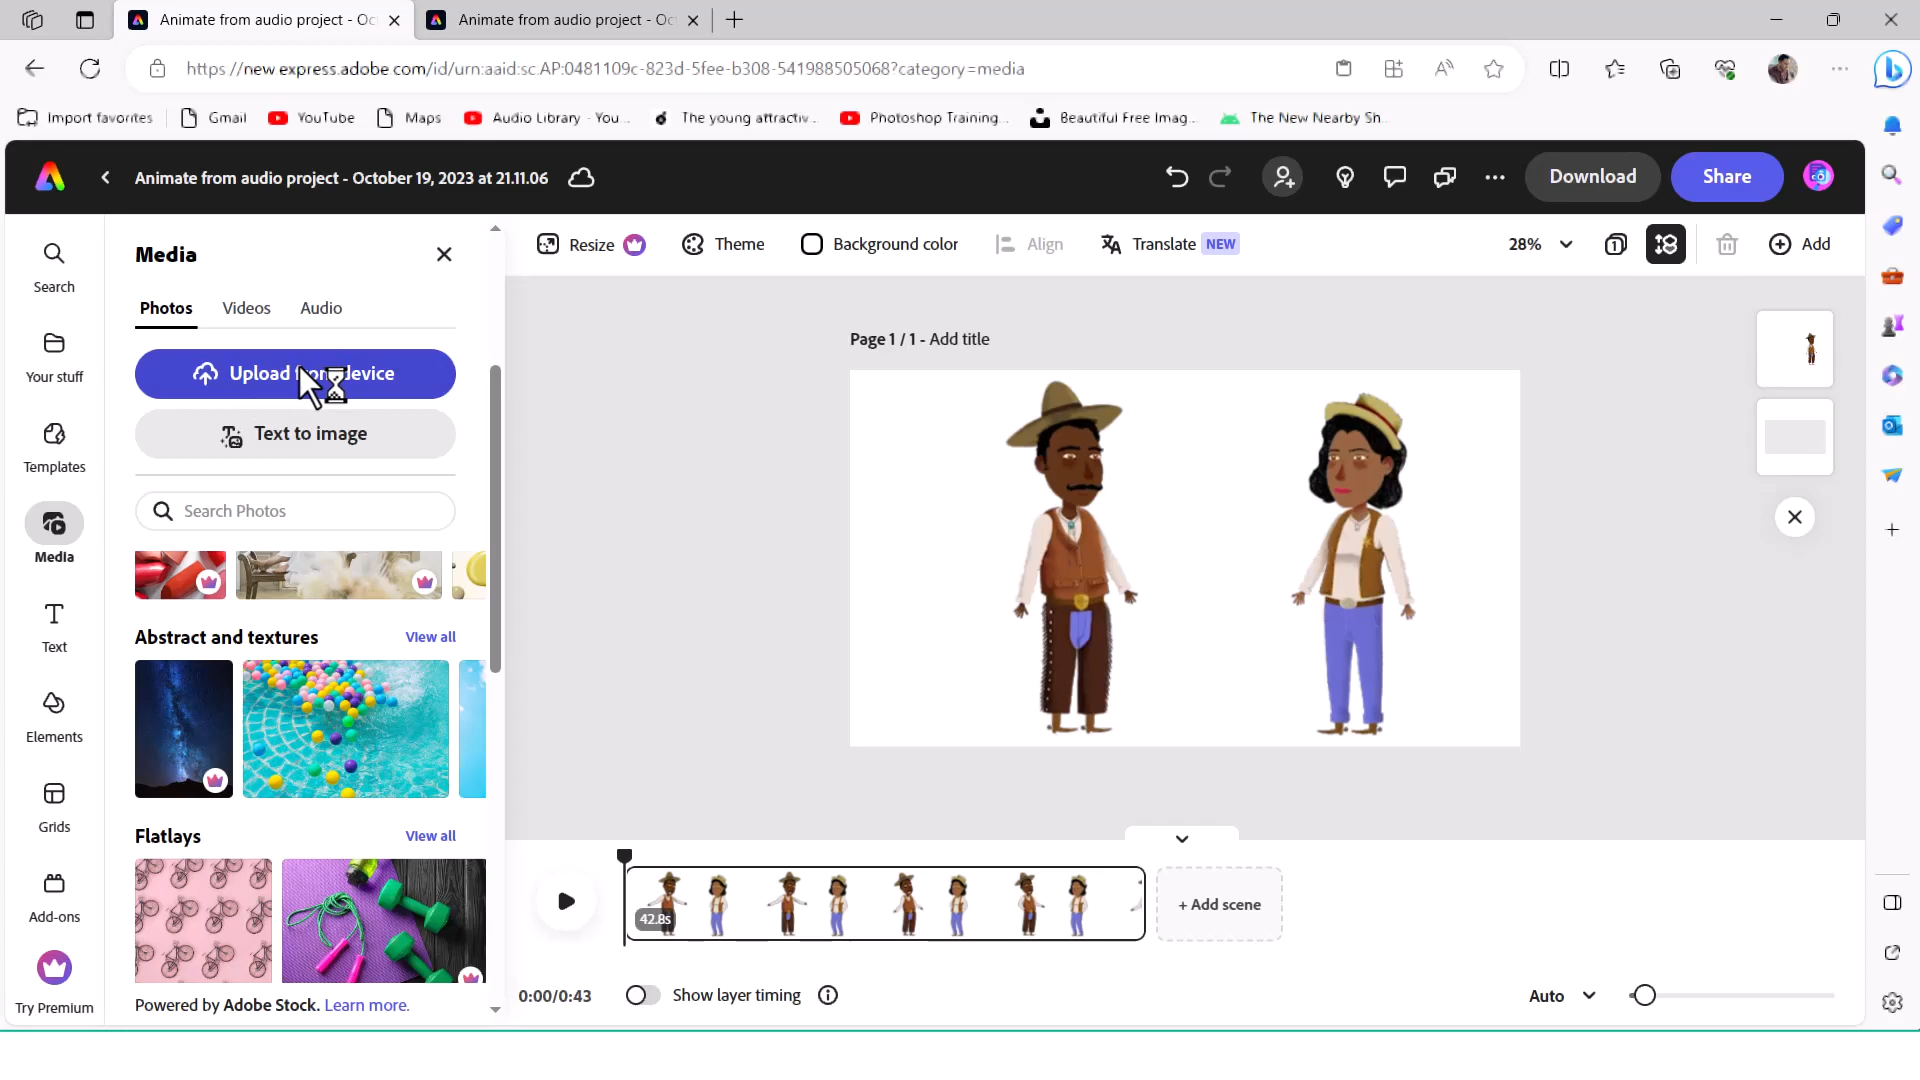 Animate from audio project - Oc
Animate from audio project - Oc
https://new.express.adobe.com/id/urn:aaid:sc:AP:0481109c-823d-5fee-b308-541988505068?category=media
Import favorites
Gmail
YouTube
Maps
Audio Library - You...
The young attractiv...
Photoshop Training...
Beautiful Free Imag...
The New Nearby Sh...
Animate from audio project - October 19, 2023 at 21.11.06
Download
Share
Search
Your stuff
Templates
Media
Text
Elements
Grids
Add-ons
Try Premium
Media
Photos Videos Audio
Upload device
Text to image
Search Photos
Abstract and textures View all
Flatlays View all
Powered by Adobe Stock. Learn more.
Resize Theme Background color Align Translate NEW
28% 1 Add
Page 1 / 1 - Add title
42.8s
+ Add scene
0:00/0:43 Show layer timing
Auto